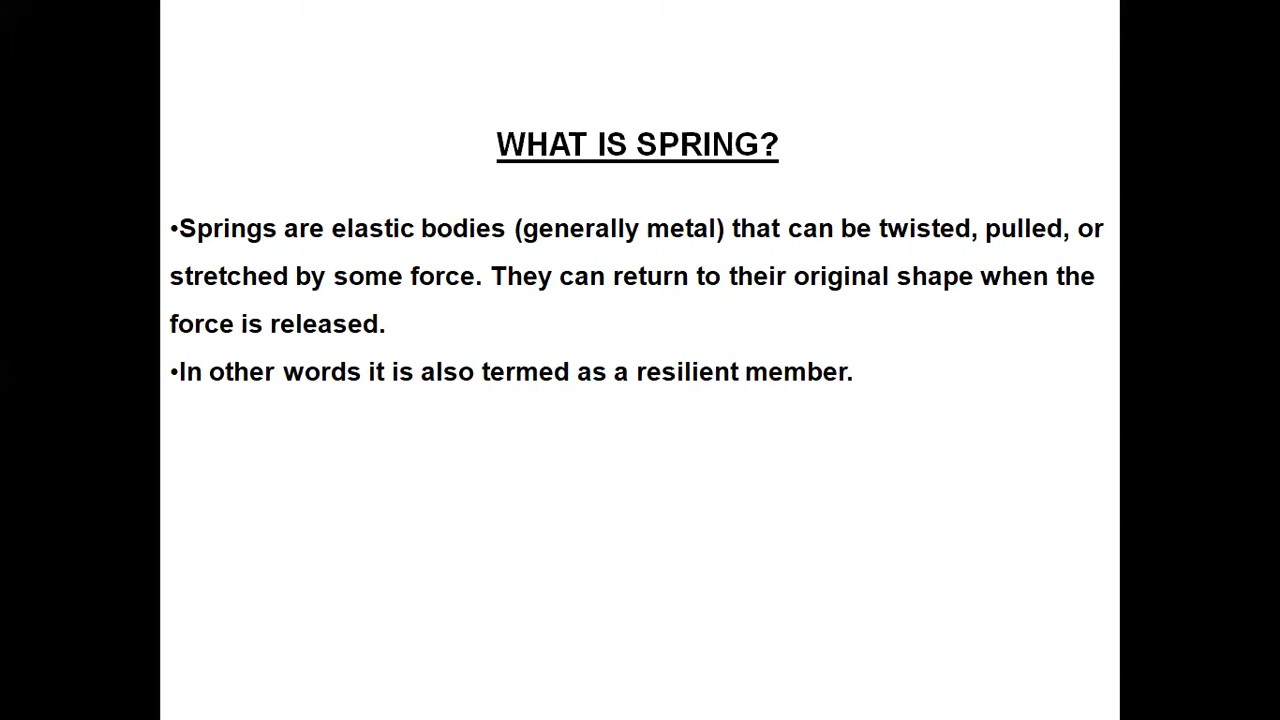 WHAT IS SPRING?
•Springs are elastic bodies (generally metal) that can be twisted, pulled, or
stretched by some force. They can return to their original shape when the
force is released.
•In other words it is also termed as a resilient member.